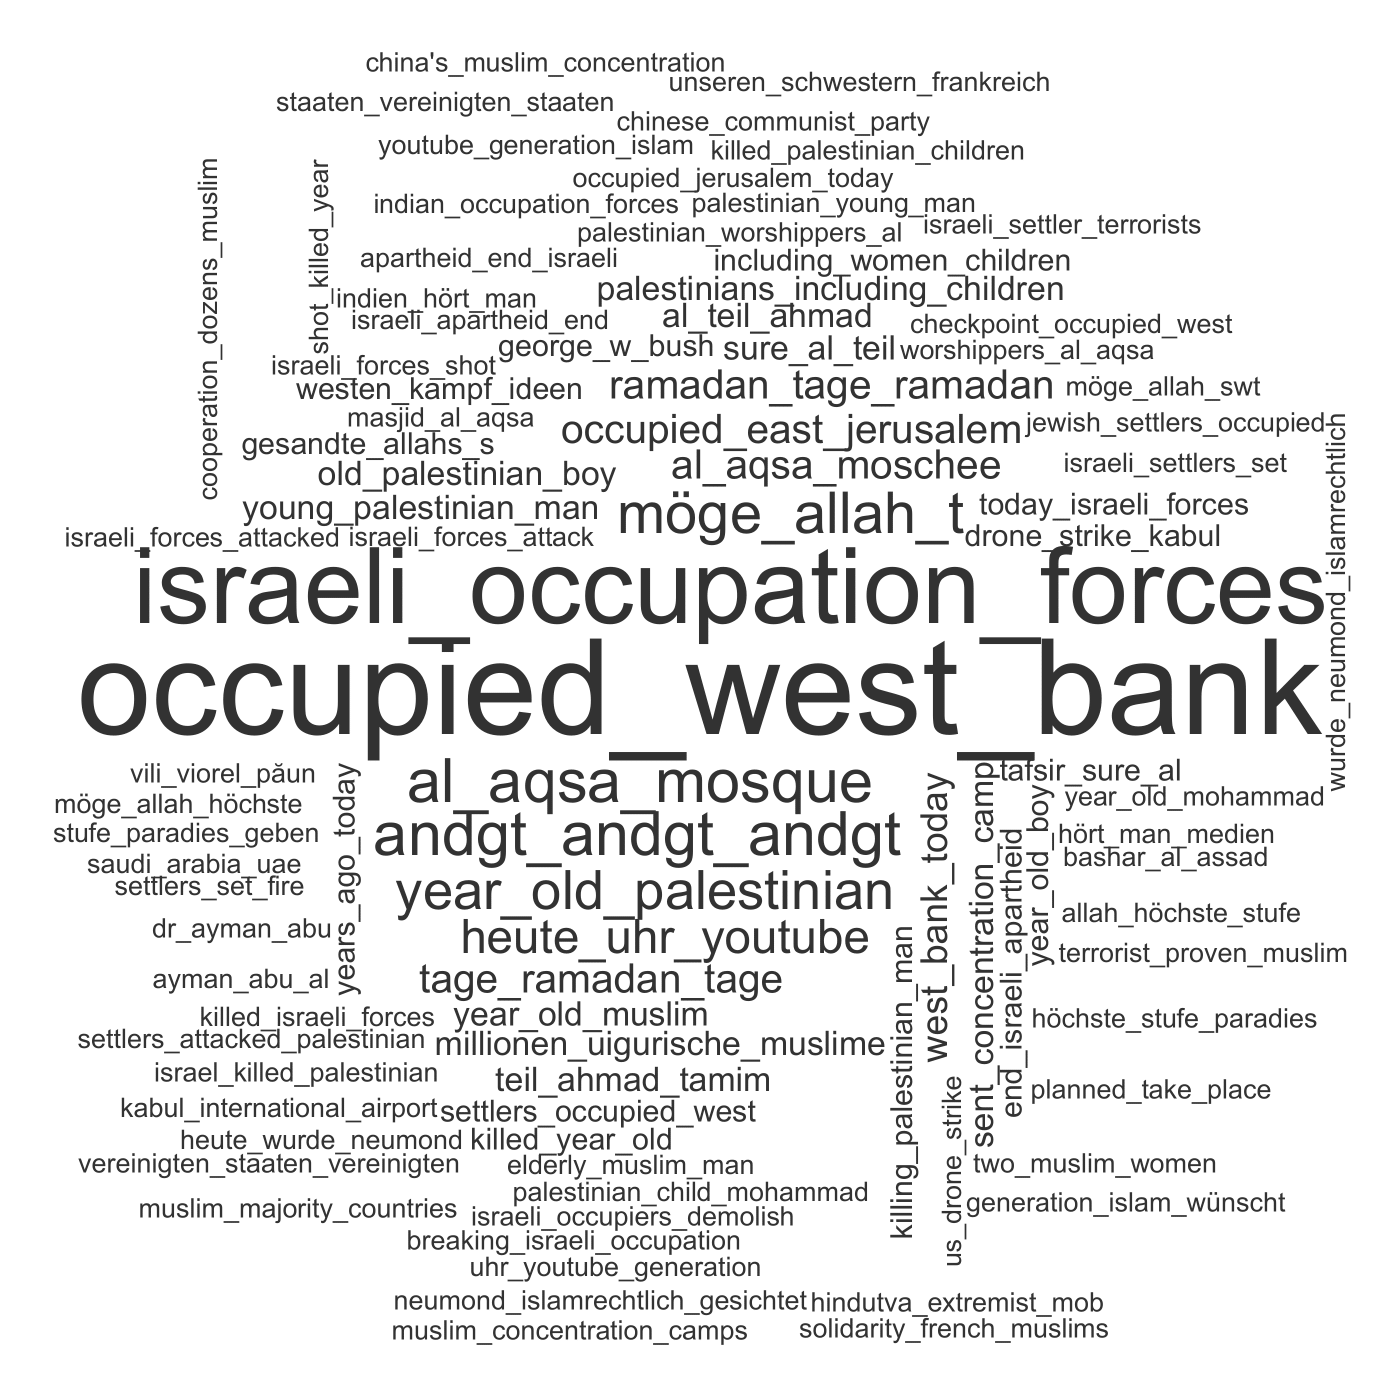 china's_muslim_concentration
unseren_schwestern_frankreich
staaten_vereinigten_staaten
chinese_communist_party
youtube_generation_islam
killed_palestinian_children
cooperation_dozens_muslim
shot_killed_year
occupied_jerusalem_today
indian_occupation_forces
palestinian_young_man
palestinian_worshippers_al
israeli_settler_terrorists
apartheid_end_israeli
including_women_children
indien_hört_man
palestinians_including_children
israeli_apartheid_end
al_teil_ahmad
checkpoint_occupied_west
george_w_bush
sure_al_teil
worshippers_al_aqsa
israeli_forces_shot
westen_kampf_ideen
ramadan_tage_ramadan
möge_allah_swt
masjid_al_aqsa
occupied_east_jerusalem
jewish_settlers_occupied
gesandte_allahs_s
old_palestinian_boy
al_aqsa_moschee
israeli_settlers_set
wurde_neumond_islamrechtlich
young_palestinian_man
möge_allah_t
today_israeli_forces
israeli_forces_attacked
israeli_forces_attack
drone_strike_kabul
israeli_occupation_forces
occupied_west_bank
vili_viorel_păun
years_ago_today
al_aqsa_mosque
west_bank_today
sent_concentration_camp
tafsir_sure_al
möge_allah_höchste
year_old_boy
year_old_mohammad
stufe_paradies_geben
andgt_andgt_andgt
end_israeli_apartheid
hört_man_medien
saudi_arabia_uae
bashar_al_assad
settlers_set_fire
year_old_palestinian
allah_höchste_stufe
dr_ayman_abu
heute_uhr_youtube
killing_palestinian_man
terrorist_proven_muslim
ayman_abu_al
tage_ramadan_tage
killed_israeli_forces
year_old_muslim
höchste_stufe_paradies
settlers_attacked_palestinian
millionen_uigurische_muslime
israel_killed_palestinian
teil_ahmad_tamim
us_drone_strike
planned_take_place
kabul_international_airport
settlers_occupied_west
heute_wurde_neumond
killed_year_old
vereinigten_staaten_vereinigten
elderly_muslim_man
two_muslim_women
palestinian_child_mohammad
muslim_majority_countries
israeli_occupiers_demolish
generation_islam_wünscht
breaking_israeli_occupation
uhr_youtube_generation
neumond_islamrechtlich_gesichtet
hindutva_extremist_mob
muslim_concentration_camps
solidarity_french_muslims